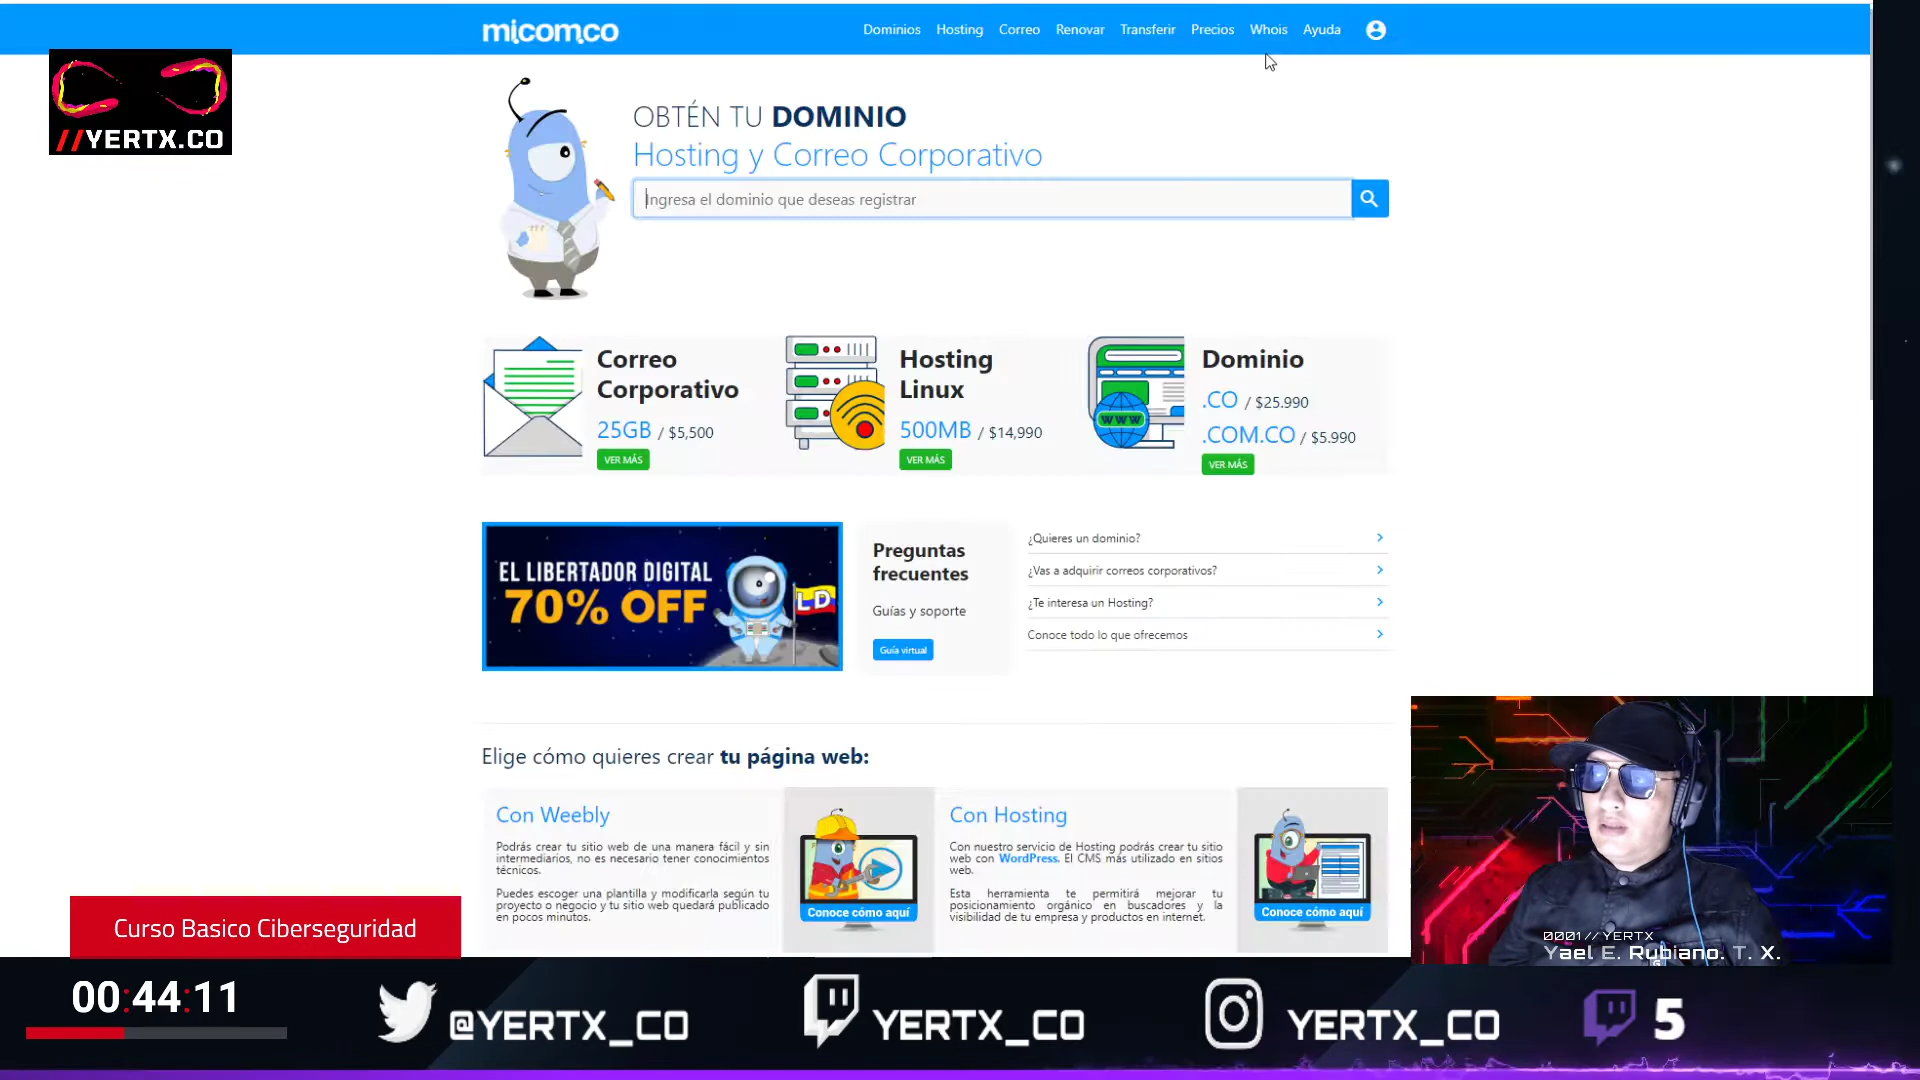 mi.com.co
Dominios Hosting Correo Renovar Transferir Precios Whois Ayuda
//YERTX.CO
OBTÉN TU DOMINIO
Hosting y Correo Corporativo
Ingresa el dominio que deseas registrar
Correo
Corporativo
25GB / $5,500
VER MÁS
Hosting
Linux
500MB / $14,990
VER MÁS
WWW
Dominio
.CO / $25.990
.COM.CO / $5.990
VER MÁS
EL LIBERTADOR DIGITAL
70% OFF
LD
Preguntas
frecuentes
Guías y soporte
Guía virtual
¿Quieres un dominio?
¿Vas a adquirir correos corporativos?
¿Te interesa un Hosting?
Conoce todo lo que ofrecemos
Elige cómo quieres crear tu página web:
Con Weebly
Podrás crear tu sitio web de una manera fácil y sin
intermediarios, no es necesario tener conocimientos
técnicos.
Puedes escoger una plantilla y modificarla según tu
proyecto o negocio y tu sitio web quedará publicado
en pocos minutos.
Conoce cómo aquí
Con Hosting
Con nuestro servicio de Hosting podrás crear tu sitio
web con WordPress. El CMS más utilizado en sitios
web.
Esta herramienta te permitirá mejorar tu
posicionamiento orgánico en buscadores y la
visibilidad de tu empresa y productos en internet.
Conoce cómo aquí
Curso Basico Ciberseguridad
0001 // YERTX
Yael E. Rubiano. T. X.
00:44:11
@YERTX_CO
YERTX_CO
YERTX_CO
5